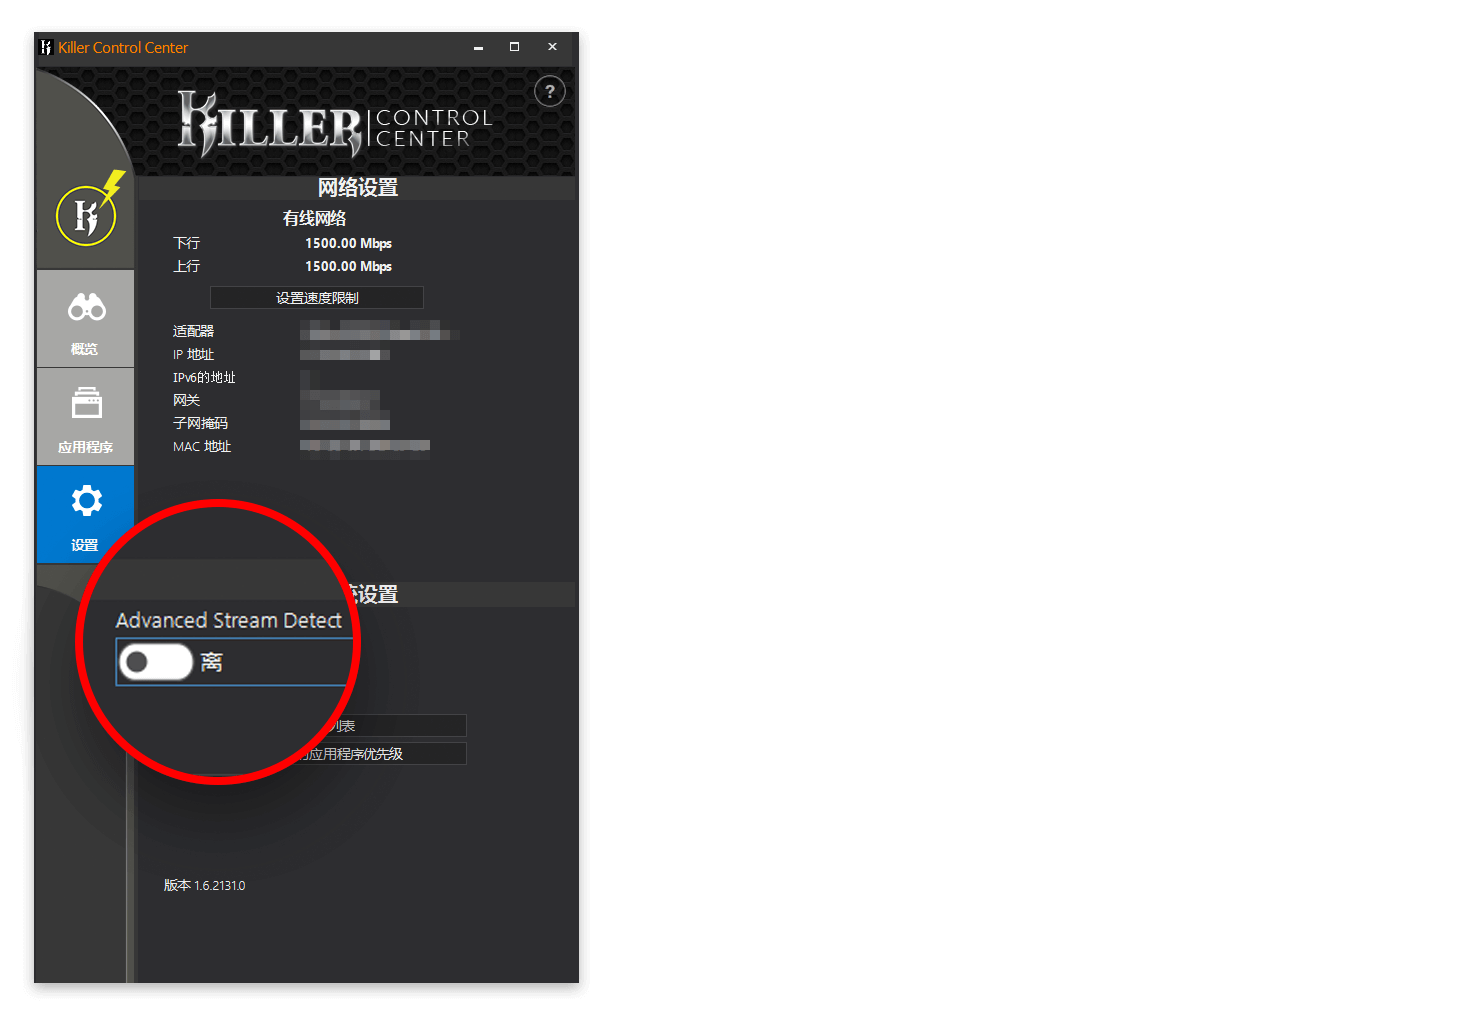 Killer Control Center
?
KILLER CONTROL CENTER
网络设置
有线网络
下行 1500.00 Mbps
上行 1500.00 Mbps
设置速度限制
适配器
IP 地址
IPv6的地址
网关
子网掩码
MAC 地址
概览
应用程序
设置
设置
Advanced Stream Detect
离
列表
应用程序优先级
版本 1.6.2131.0